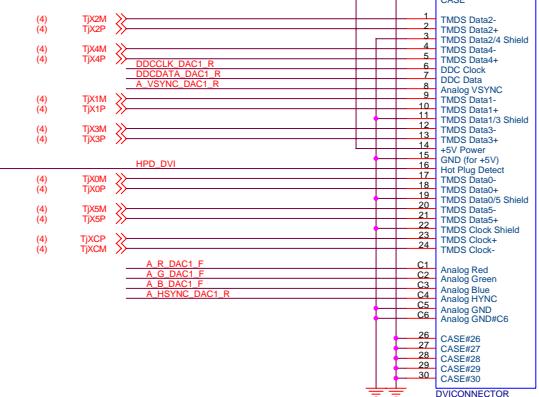 CASE
(4) TjX2M 1 TMDS Data2-
(4) TjX2P 2 TMDS Data2+
3 TMDS Data2/4 Shield
(4) TjX4M 4 TMDS Data4-
(4) TjX4P 5 TMDS Data4+
DDCCLK_DAC1_R 6 DDC Clock
DDCDATA_DAC1_R 7 DDC Data
A_VSYNC_DAC1_R 8 Analog VSYNC
(4) TjX1M 9 TMDS Data1-
(4) TjX1P 10 TMDS Data1+
11 TMDS Data1/3 Shield
(4) TjX3M 12 TMDS Data3-
(4) TjX3P 13 TMDS Data3+
14 +5V Power
15 GND (for +5V)
HPD_DVI 16 Hot Plug Detect
(4) TjX0M 17 TMDS Data0-
(4) TjX0P 18 TMDS Data0+
19 TMDS Data0/5 Shield
(4) TjX5M 20 TMDS Data5-
(4) TjX5P 21 TMDS Data5+
22 TMDS Clock Shield
(4) TjXCP 23 TMDS Clock+
(4) TjXCM 24 TMDS Clock-
A_R_DAC1_F C1 Analog Red
A_G_DAC1_F C2 Analog Green
A_B_DAC1_F C3 Analog Blue
A_HSYNC_DAC1_R C4 Analog HYNC
C5 Analog GND
C6 Analog GND#C6
26 CASE#26
27 CASE#27
28 CASE#28
29 CASE#29
30 CASE#30
DVICONNECTOR